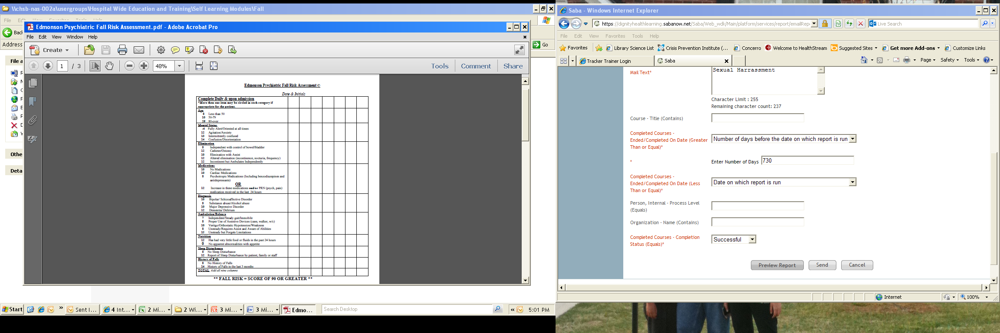 \\chsb-nas-002a\usergroups\Hospital Wide Education and Training\Self Learning Modules\Fall
File Edit View Favorites Tools Help
Back
Address
Go
File a
Othe
Deta
Edmonson Psychiatric Fall Risk Assessment.pdf - Adobe Acrobat Pro
File Edit View Window Help
Create
1 / 3
48%
Tools Comment Share
Edmonson Psychiatric Fall Risk Assessment ©
Date & Initials
Complete Daily & upon admission
*More than one item may be circled in each category if
appropriate for the patient.
Age
8 Less than 50
10 50-79
26 80-over
Mental Status
-4 Fully Alert/Oriented at all times
12 Agitation/Anxiety
13 Intermittently confused
14 Confusion/Disorientation
Elimination
8 Independent with control of bowel/bladder
12 Catheter/Ostomy
10 Elimination with Assist
12 Altered elimination (incontinence, nocturia, frequency)
12 Incontinent but Ambulates Independently
Medications
10 No Medications
10 Cardiac Medications
8 Psychotropic Medications (Including benzodiazepines and
antidepressants)
OR
12 Increase in these medications and/or PRN (psych, pain)
medication received in the last 24 hours
Diagnosis
10 Bipolar/ Schizoaffective Disorder
8 Substance abuse/Alcohol abuse
10 Major Depressive Disorder
12 Dementia/ Delirium
Ambulation/Balance
7 Independent/Steady gait/Immobile
8 Proper Use of Assistive Devices (cane, walker, w/c)
10 Vertigo/Orthostatic Hypotension/Weakness
8 Unsteady/Requires Assist and Aware of Abilities
15 Unsteady but Forgets Limitations
Nutrition
12 Has had very little food or fluids in the past 24 hours
0 No apparent abnormalities with appetite
Sleep Disturbance
8 No Sleep Disturbance
12 Report of Sleep Disturbance by patient, family or staff
History of Falls
8 No History of Falls
14 History of Falls in the last 3 months
TOTAL Add all nine columns
** FALL RISK = SCORE OF 90 OR GREATER **
Start
Sent I...
4 Int...
2 Mi...
2 Wi...
3 Mi...
3 Mi...
Edmo...
Search Desktop
5:01 PM
Saba - Windows Internet Explorer
https://dignityhealthlearning.sabanow.net/Saba/Web_wdk/Main/platform/services/report/emailRep
Live Search
File Edit View Favorites Tools Help
Favorites Library Science List Crisis Prevention Institute (... Concerro Welcome to HealthStream Suggested Sites Get more Add-ons Customize Links
Tracker Trainer Login
Saba
Page Safety Tools
Mail Text*
Sexual Harrassment
Character Limit : 255
Remaining character count: 237
Course - Title (Contains)
Completed Courses -
Ended/Completed On Date (Greater
Than or Equal)*
Number of days before the date on which report is run
*
Enter Number of Days 730
Completed Courses -
Ended/Completed On Date (Less
Than or Equal)*
Date on which report is run
Person, Internal - Process Level
(Equals)
Organization - Name (Contains)
Completed Courses - Completion
Status (Equals)*
Successful
Preview Report Send Cancel
Internet
100%